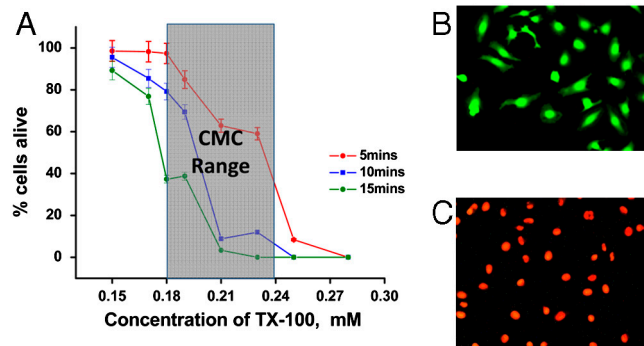 A
% cells alive
100
80
60
40
20
0
CMC
Range
5mins
10mins
15mins
0.15
0.18
0.21
0.24
0.27
0.30
Concentration of TX-100, mM
B
C